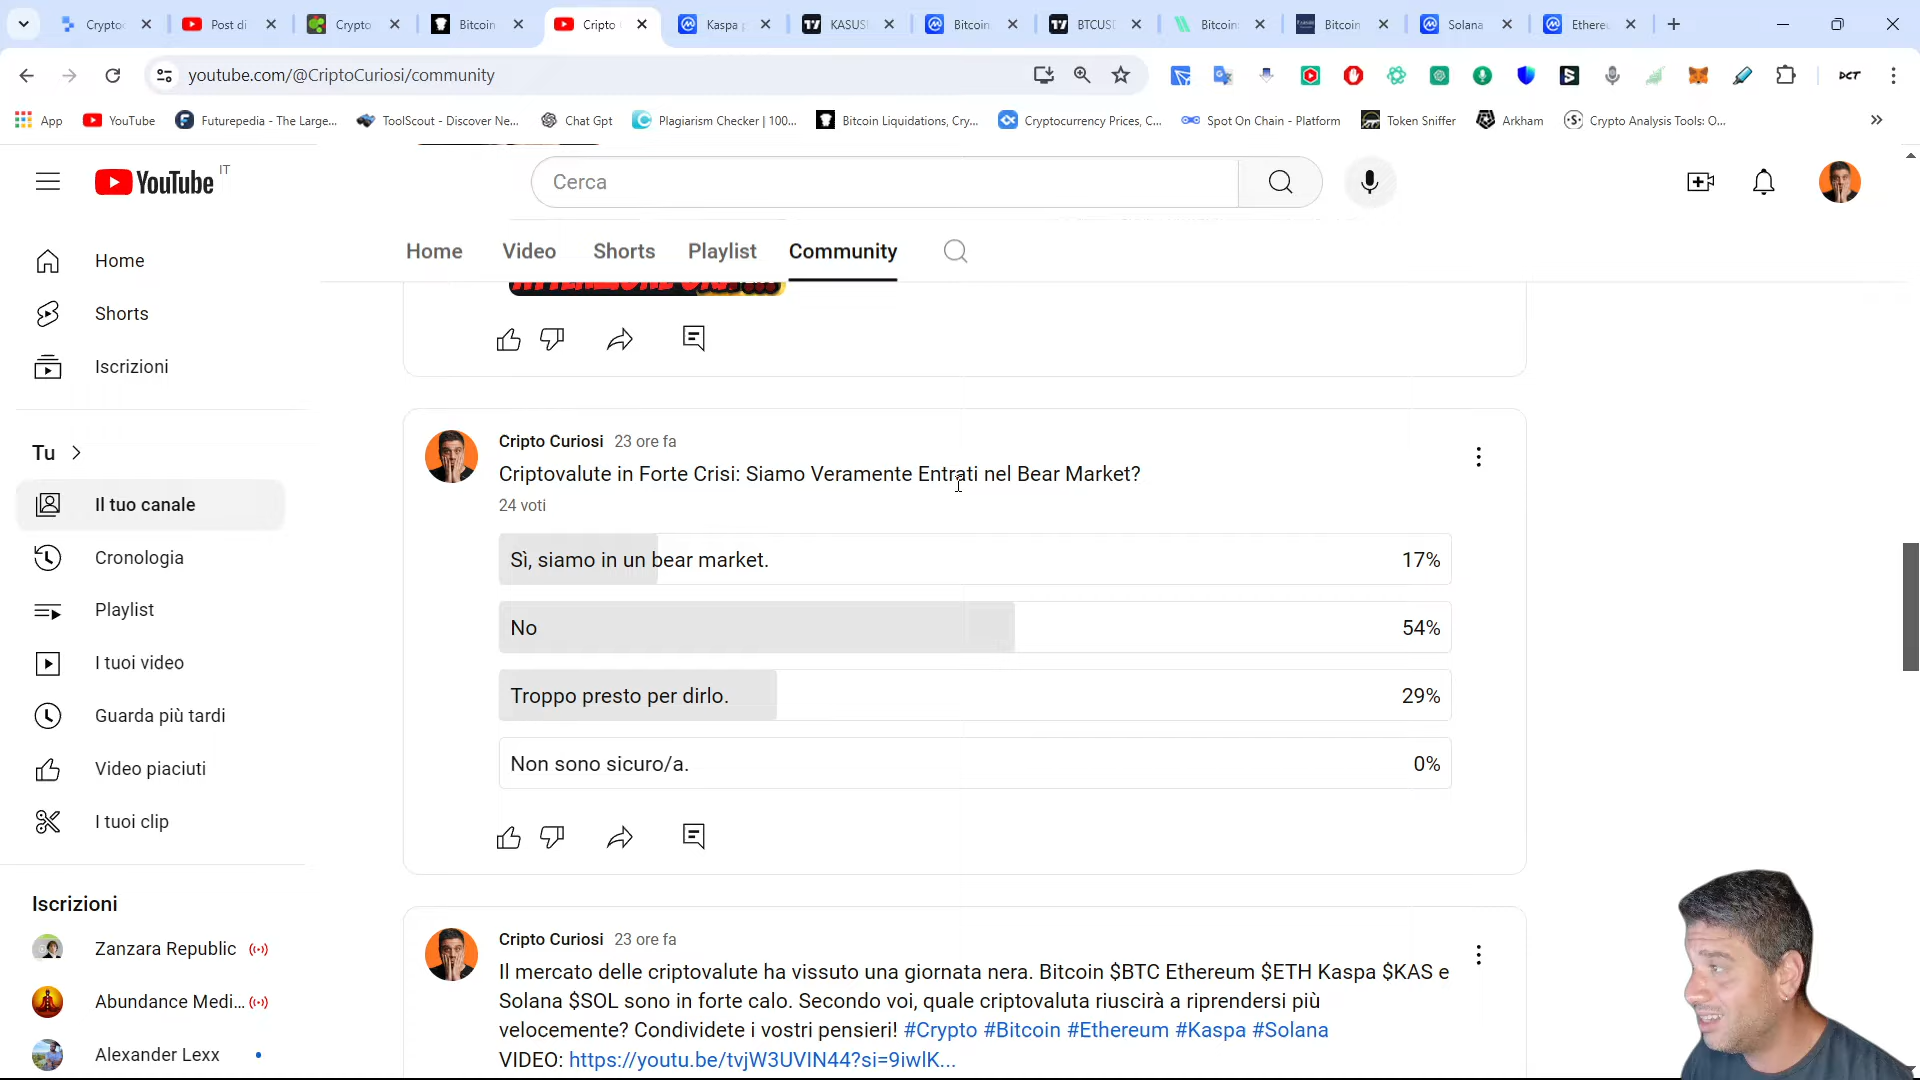 Crypto
Post di
Crypto
Bitcoin
Cripto
Kaspa p
KASUS
Bitcoin
BTCUS
Bitcoin
Bitcoin
Solana
Ethere
youtube.com/@CriptoCuriosi/community
App
YouTube
Futurepedia - The Large...
ToolScout - Discover Ne...
Chat Gpt
Plagiarism Checker | 100...
Bitcoin Liquidations, Cry...
Cryptocurrency Prices, C...
Spot On Chain - Platform
Token Sniffer
Arkham
Crypto Analysis Tools: O...
YouTube IT
Cerca
Home
Video
Shorts
Playlist
Community
Home
Shorts
Iscrizioni
Tu
Il tuo canale
Cronologia
Playlist
I tuoi video
Guarda più tardi
Video piaciuti
I tuoi clip
Iscrizioni
Zanzara Republic
Abundance Medi...
Alexander Lexx
Cripto Curiosi 23 ore fa
Criptovalute in Forte Crisi: Siamo Veramente Entrati nel Bear Market?
24 voti
Sì, siamo in un bear market. 17%
No 54%
Troppo presto per dirlo. 29%
Non sono sicuro/a. 0%
Cripto Curiosi 23 ore fa
Il mercato delle criptovalute ha vissuto una giornata nera. Bitcoin $BTC Ethereum $ETH Kaspa $KAS e
Solana $SOL sono in forte calo. Secondo voi, quale criptovaluta riuscirà a riprendersi più
velocemente? Condividete i vostri pensieri! #Crypto #Bitcoin #Ethereum #Kaspa #Solana
VIDEO: https://youtu.be/tvjW3UVIN44?si=9iwlK...